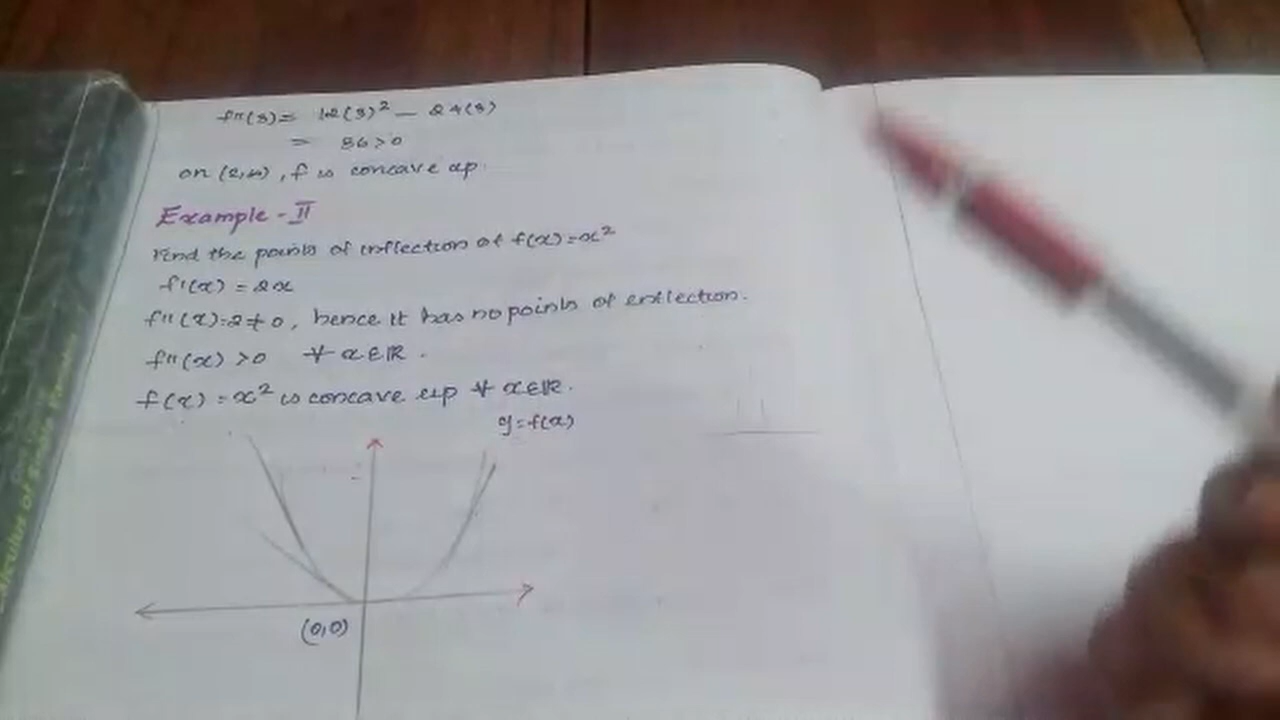 f"(3) = 12(3)² - 24(3)
= 36 > 0
on (2,∞), f is concave up.
Example - II
Find the points of inflection of f(x) = x²
f'(x) = 2x
f"(x) = 2 ≠ 0, hence it has no points of inflection.
f"(x) > 0 ∀ x ∈ ℝ.
f(x) = x² is concave up ∀ x ∈ ℝ.
y = f(x)
(0,0)
Calculus of